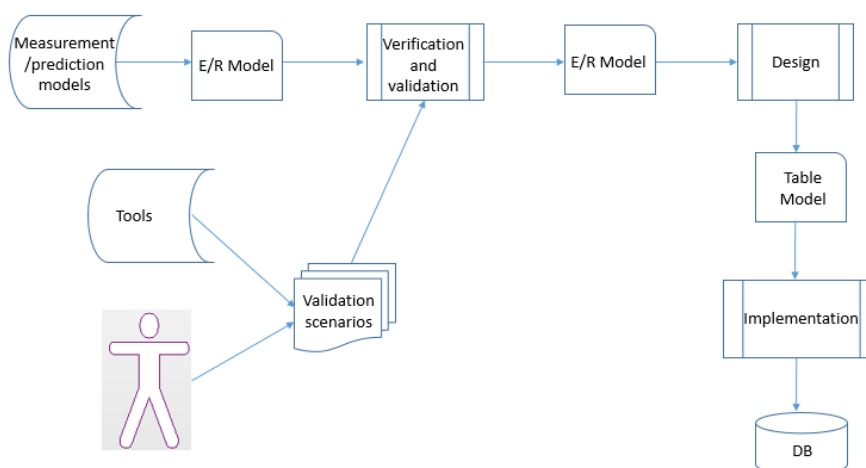 Measurement
/prediction
models
E/R Model
Verification
and
validation
E/R Model
Design
Table
Model
Tools
Validation
scenarios
Implementation
DB